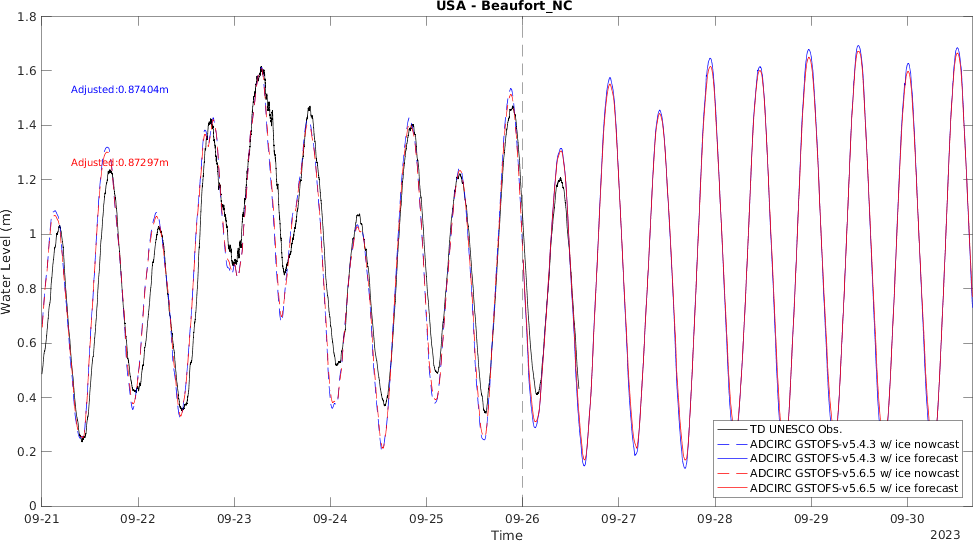 USA - Beaufort_NC
1.8
1.6
1.4
1.2
1
0.8
0.6
0.4
0.2
0
Water Level (m)
Adjusted:0.87404m
Adjusted:0.87297m
TD UNESCO Obs.
ADCIRC GSTOFS-v5.4.3 w/ ice nowcast
ADCIRC GSTOFS-v5.4.3 w/ ice forecast
ADCIRC GSTOFS-v5.6.5 w/ ice nowcast
ADCIRC GSTOFS-v5.6.5 w/ ice forecast
09-21 09-22 09-23 09-24 09-25 09-26 09-27 09-28 09-29 09-30
Time
2023